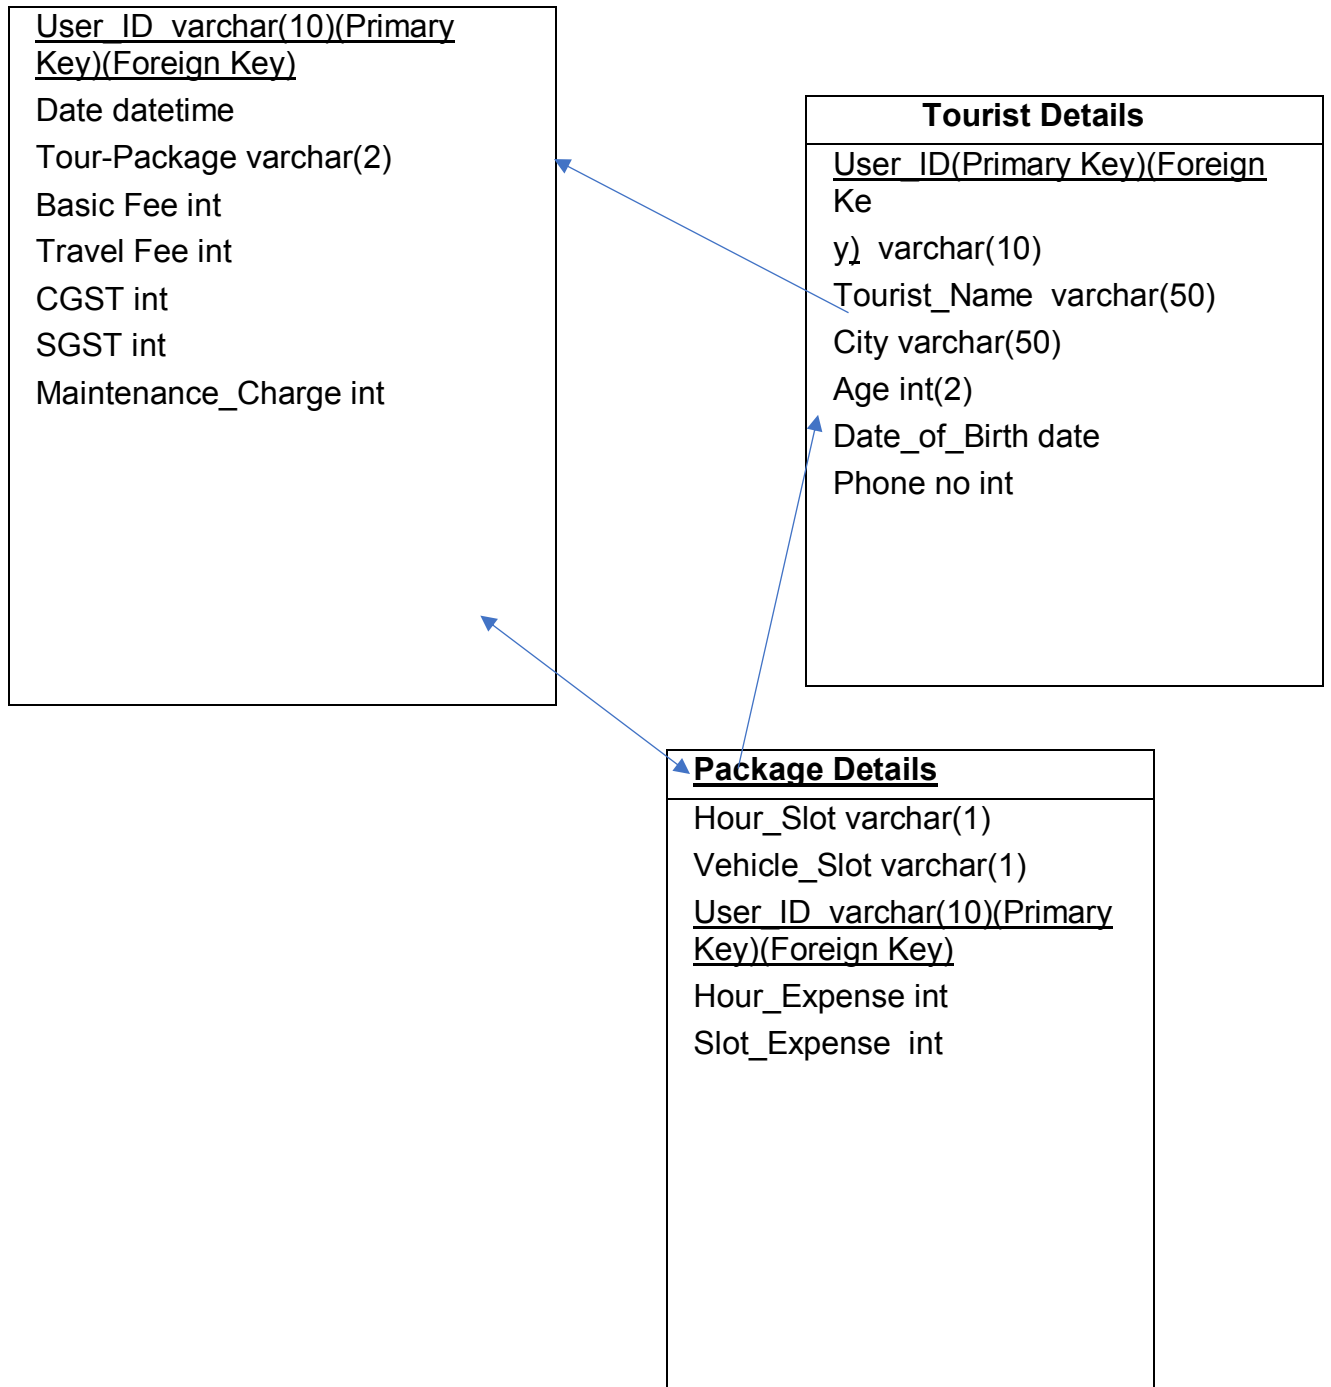 User_ID varchar(10)(Primary
Key)(Foreign Key)
Date datetime
Tour-Package varchar(2)
Basic Fee int
Travel Fee int
CGST int
SGST int
Maintenance_Charge int
Tourist Details
User_ID(Primary Key)(Foreign
Ke
y) varchar(10)
Tourist_Name varchar(50)
City varchar(50)
Age int(2)
Date_of_Birth date
Phone no int
Package Details
Hour_Slot varchar(1)
Vehicle_Slot varchar(1)
User_ID varchar(10)(Primary
Key)(Foreign Key)
Hour_Expense int
Slot_Expense int